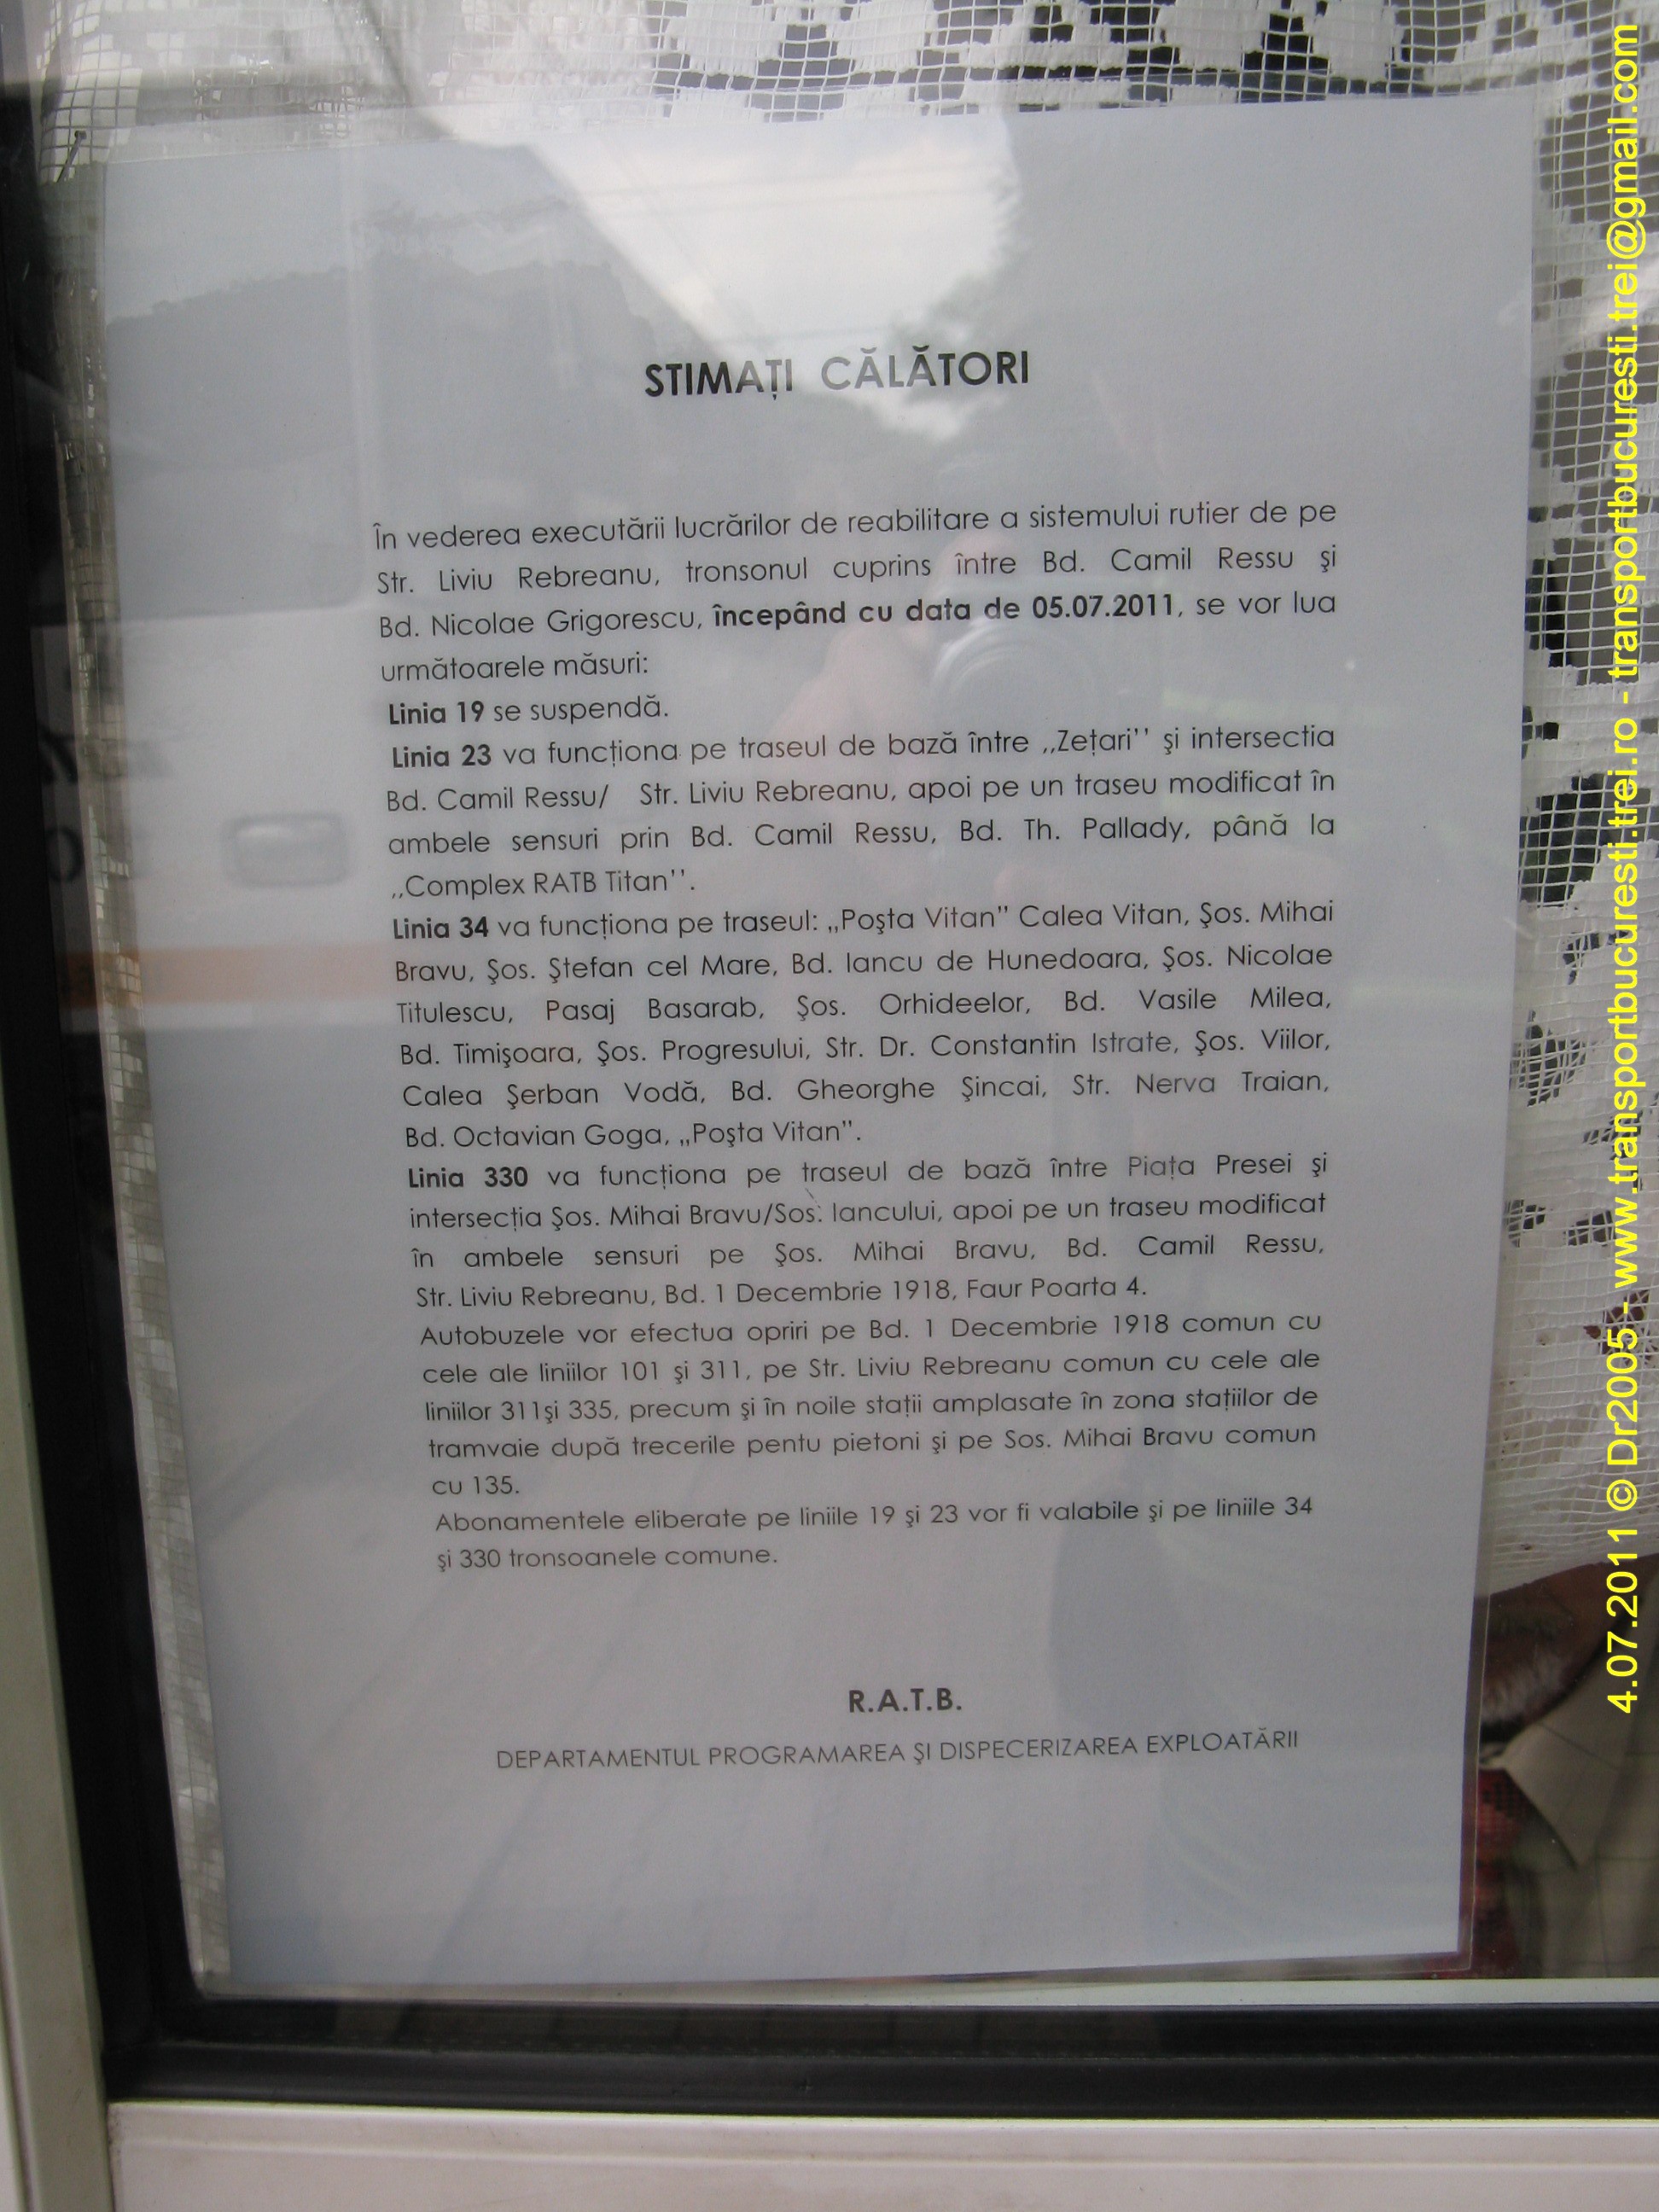 STIMAȚI CĂLĂTORI
În vederea executării lucrărilor de reabilitare a sistemului rutier de pe
Str. Liviu Rebreanu, tronsonul cuprins între Bd. Camil Ressu şi
Bd. Nicolae Grigorescu, începând cu data de 05.07.2011, se vor lua
următoarele măsuri:
Linia 19 se suspendă.
Linia 23 va funcționa pe traseul de bază între ,,Zețari’’ şi intersectia
Bd. Camil Ressu/ Str. Liviu Rebreanu, apoi pe un traseu modificat în
ambele sensuri prin Bd. Camil Ressu, Bd. Th. Pallady, până la
,,Complex RATB Titan’’.
Linia 34 va funcționa pe traseul: „Poşta Vitan” Calea Vitan, Şos. Mihai
Bravu, Şos. Ştefan cel Mare, Bd. Iancu de Hunedoara, Şos. Nicolae
Titulescu, Pasaj Basarab, Şos. Orhideelor, Bd. Vasile Milea,
Bd. Timişoara, Şos. Progresului, Str. Dr. Constantin Istrate, Şos. Viilor,
Calea Şerban Vodă, Bd. Gheorghe Şincai, Str. Nerva Traian,
Bd. Octavian Goga, „Poşta Vitan”.
Linia 330 va funcționa pe traseul de bază între Piața Presei şi
intersecția Şos. Mihai Bravu/Sos. Iancului, apoi pe un traseu modificat
în ambele sensuri pe Şos. Mihai Bravu, Bd. Camil Ressu,
Str. Liviu Rebreanu, Bd. 1 Decembrie 1918, Faur Poarta 4.
Autobuzele vor efectua opriri pe Bd. 1 Decembrie 1918 comun cu
cele ale liniilor 101 şi 311, pe Str. Liviu Rebreanu comun cu cele ale
liniilor 311şi 335, precum şi în noile stații amplasate în zona stațiilor de
tramvaie după trecerile pentu pietoni şi pe Sos. Mihai Bravu comun
cu 135.
Abonamentele eliberate pe liniile 19 şi 23 vor fi valabile şi pe liniile 34
şi 330 tronsoanele comune.
R.A.T.B.
DEPARTAMENTUL PROGRAMAREA ŞI DISPECERIZAREA EXPLOATĂRII
4.07.2011 © Dr2005 - www.transportbucuresti.trei.ro - transportbucuresti.trei@gmail.com